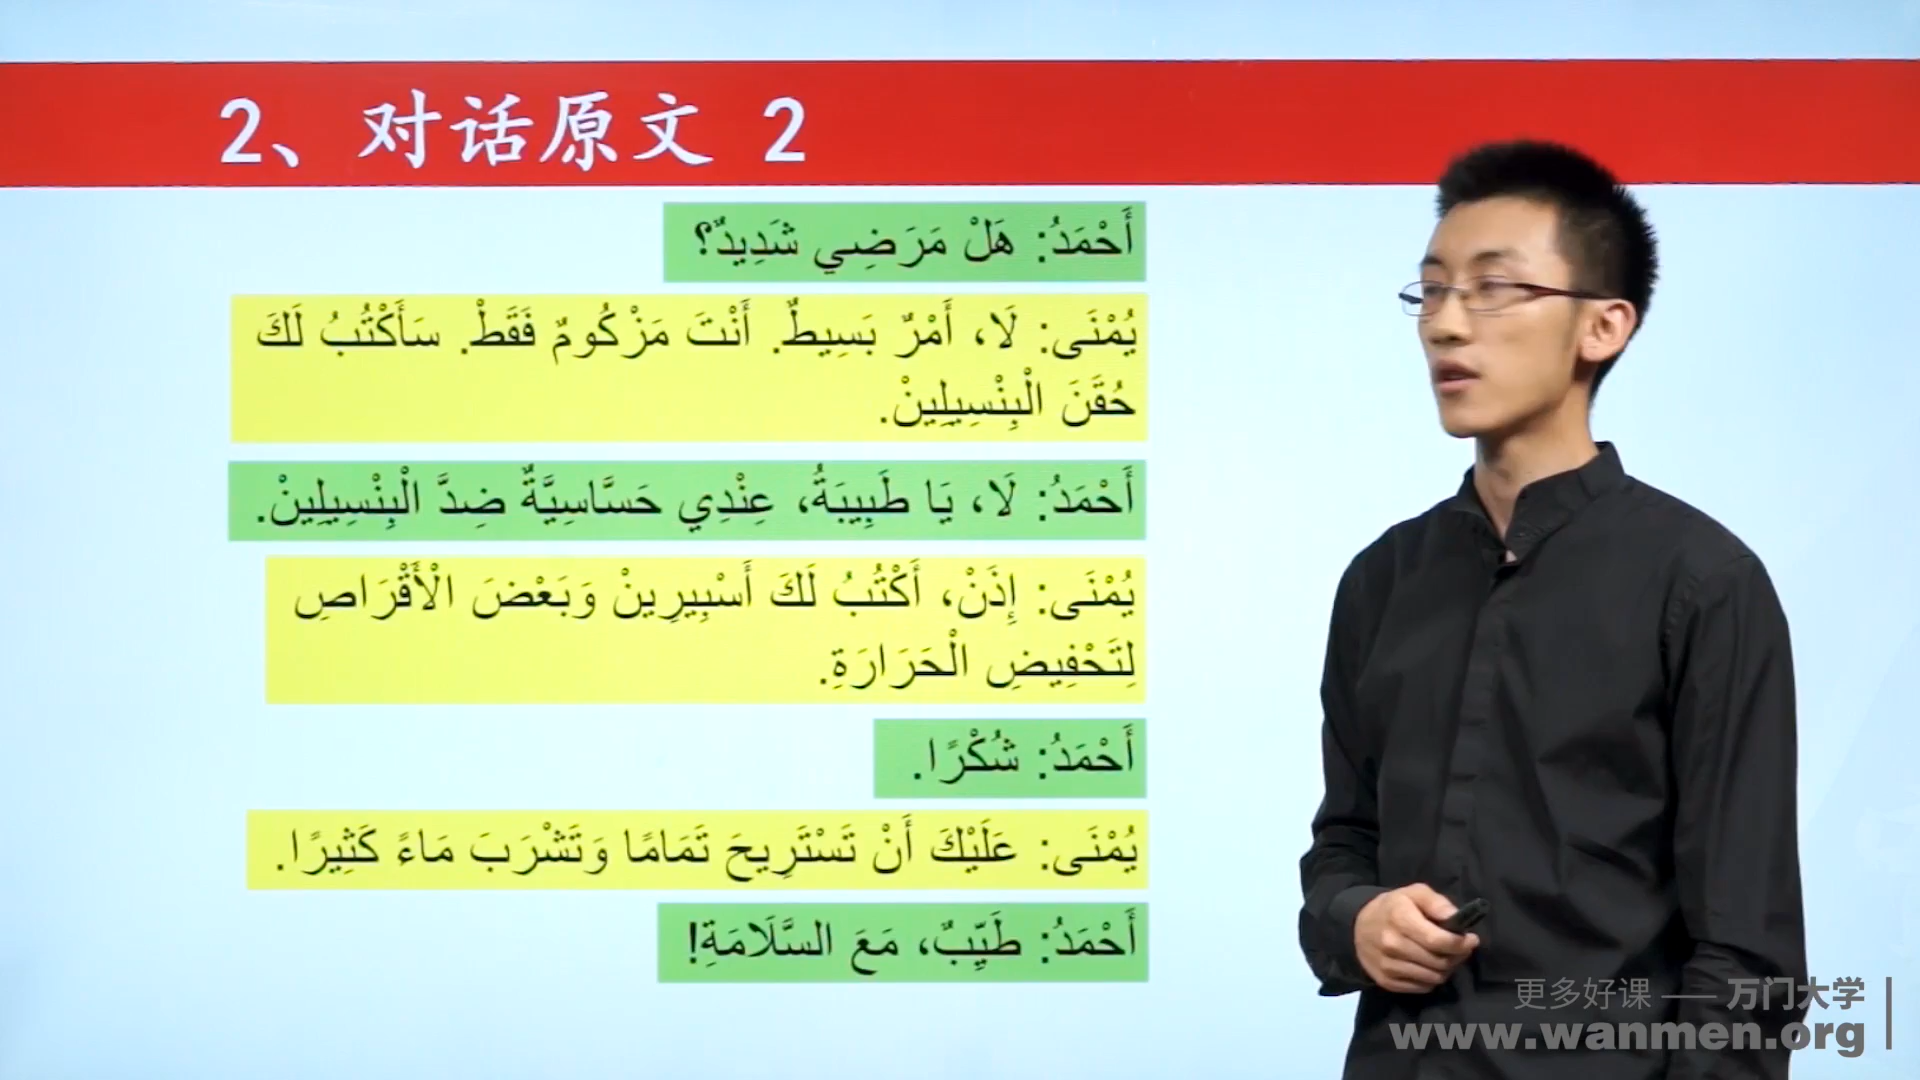 2、对话原文 2
أَحْمَدُ: هَلْ مَرَضِي شَدِيدٌ؟
يُمْنَى: لَا، أَمْرٌ بَسِيطٌ. أَنْتَ مَزْكُومٌ فَقَطْ. سَأَكْتُبُ لَكَ
حُقَنَ الْبِنْسِيلِينْ.
أَحْمَدُ: لَا، يَا طَبِيبَةُ، عِنْدِي حَسَّاسِيَّةٌ ضِدَّ الْبِنْسِيلِينْ.
يُمْنَى: إِذَنْ، أَكْتُبُ لَكَ أَسْبِيرِينْ وَبَعْضَ الْأَقْرَاصِ
لِتَخْفِيضِ الْحَرَارَةِ.
أَحْمَدُ: شُكْرًا.
يُمْنَى: عَلَيْكَ أَنْ تَسْتَرِيحَ تَمَامًا وَتَشْرَبَ مَاءً كَثِيرًا.
أَحْمَدُ: طَيِّبٌ، مَعَ السَّلَامَةِ!
更多好课 —— 万门大学
www.wanmen.org